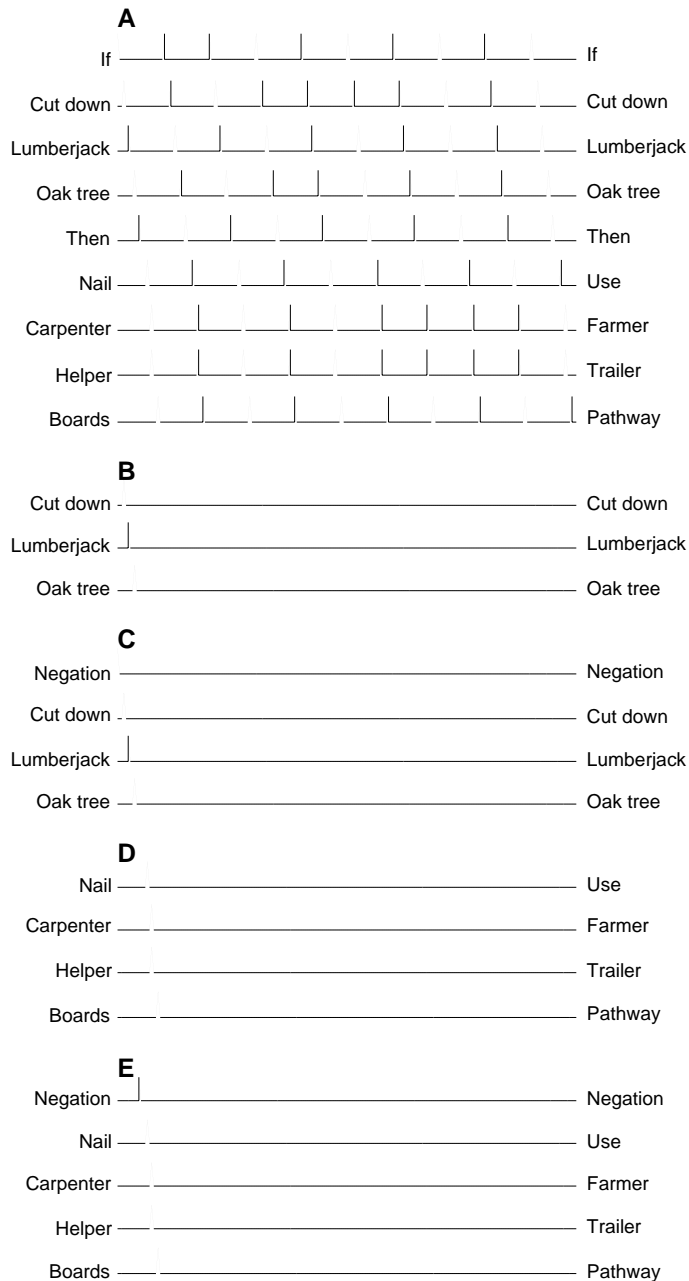 A
If If
Cut down Cut down
Lumberjack Lumberjack
Oak tree Oak tree
Then Then
Nail Use
Carpenter Farmer
Helper Trailer
Boards Pathway
B
Cut down Cut down
Lumberjack Lumberjack
Oak tree Oak tree
C
Negation Negation
Cut down Cut down
Lumberjack Lumberjack
Oak tree Oak tree
D
Nail Use
Carpenter Farmer
Helper Trailer
Boards Pathway
E
Negation Negation
Nail Use
Carpenter Farmer
Helper Trailer
Boards Pathway